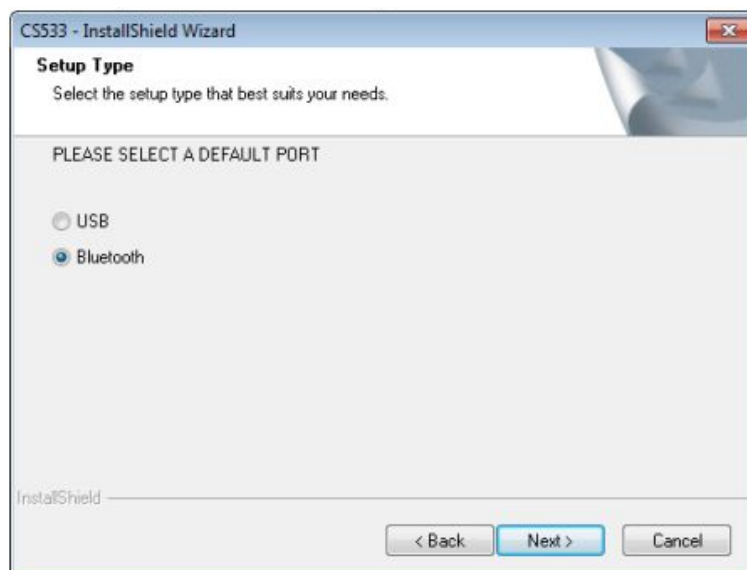 CS533 - InstallShield Wizard
Setup Type
Select the setup type that best suits your needs.
PLEASE SELECT A DEFAULT PORT
USB
Bluetooth
InstallShield
< Back Next > Cancel